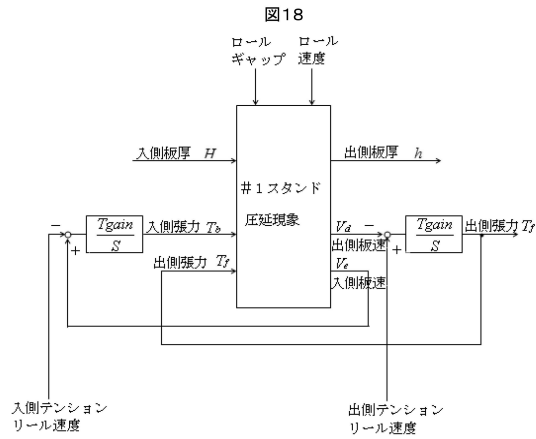 図18
ロール
ギャップ
ロール
速度
入側板厚 H
出側板厚 h
#1スタンド
圧延現象
− Tgain 入側張力 Tb
S
+
出側張力 Tf
Vd −
出側板速
Ve
入側板速
Tgain 出側張力 Tf
S
+
入側テンション
リール速度
出側テンション
リール速度